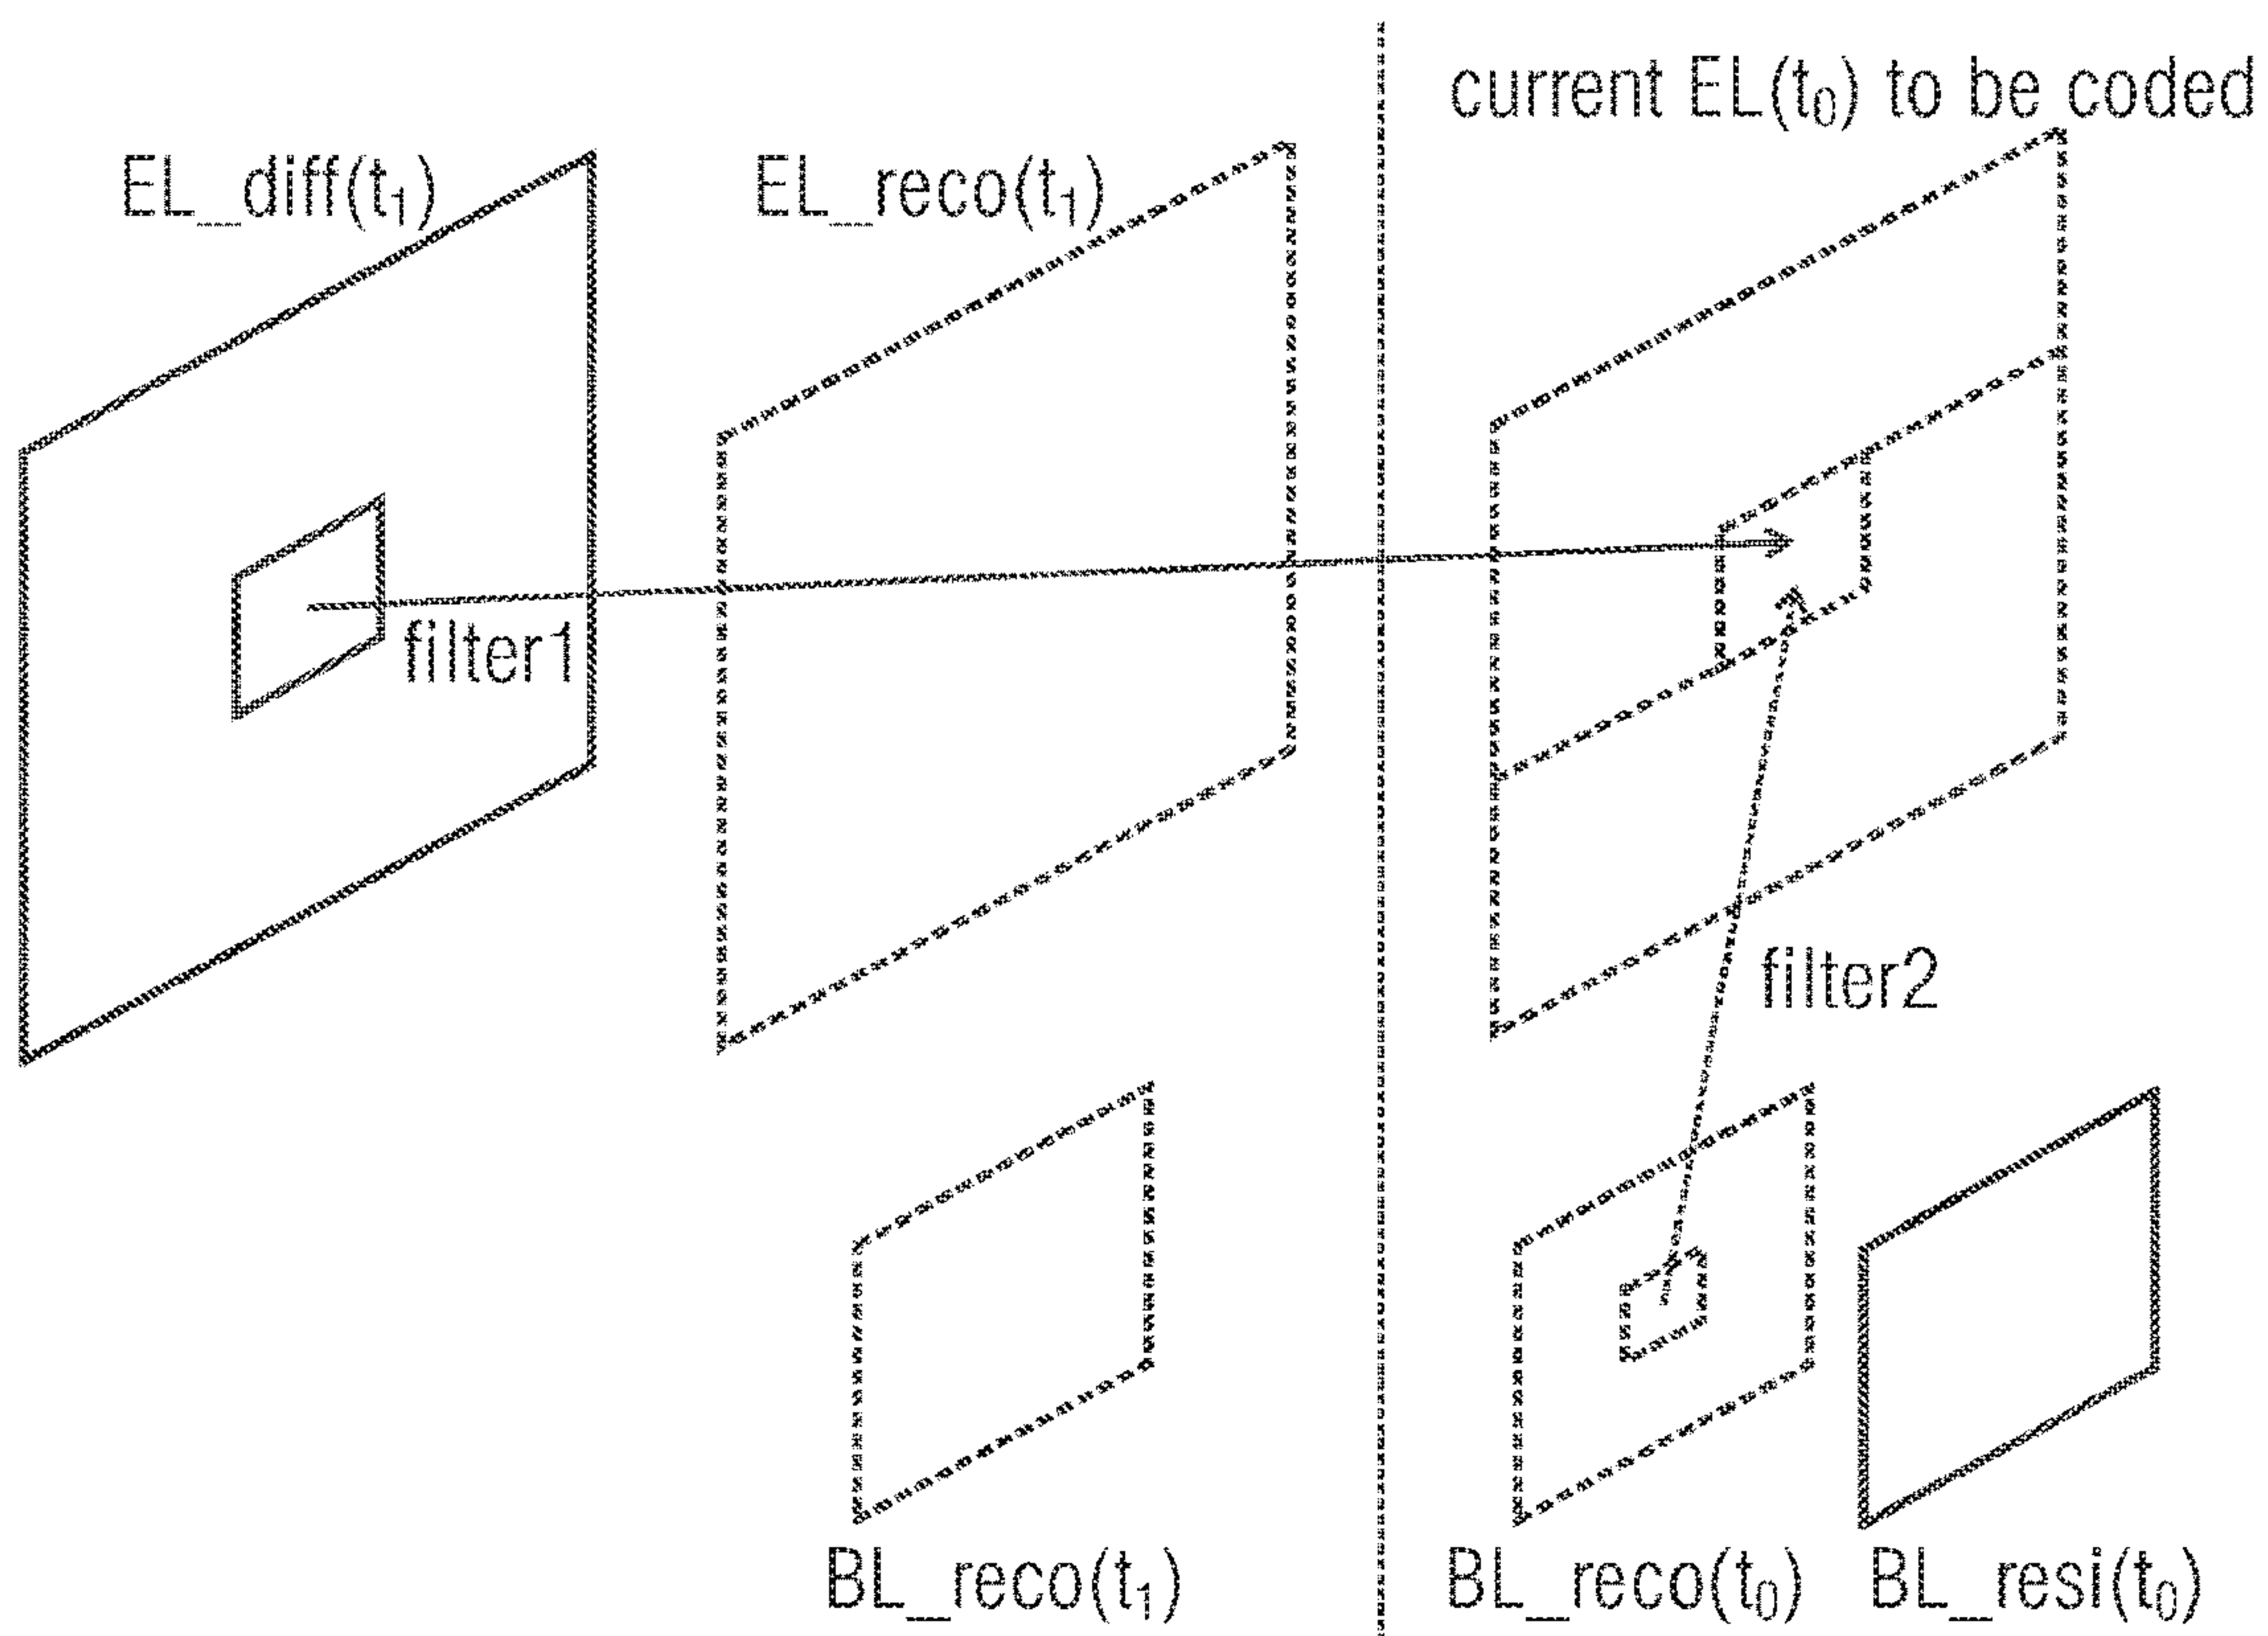 current EL(t₀) to be coded
EL_diff(t₁)
EL_reco(t₁)
filter1
filter2
BL_reco(t₁)
BL_reco(t₀)
BL_resi(t₀)